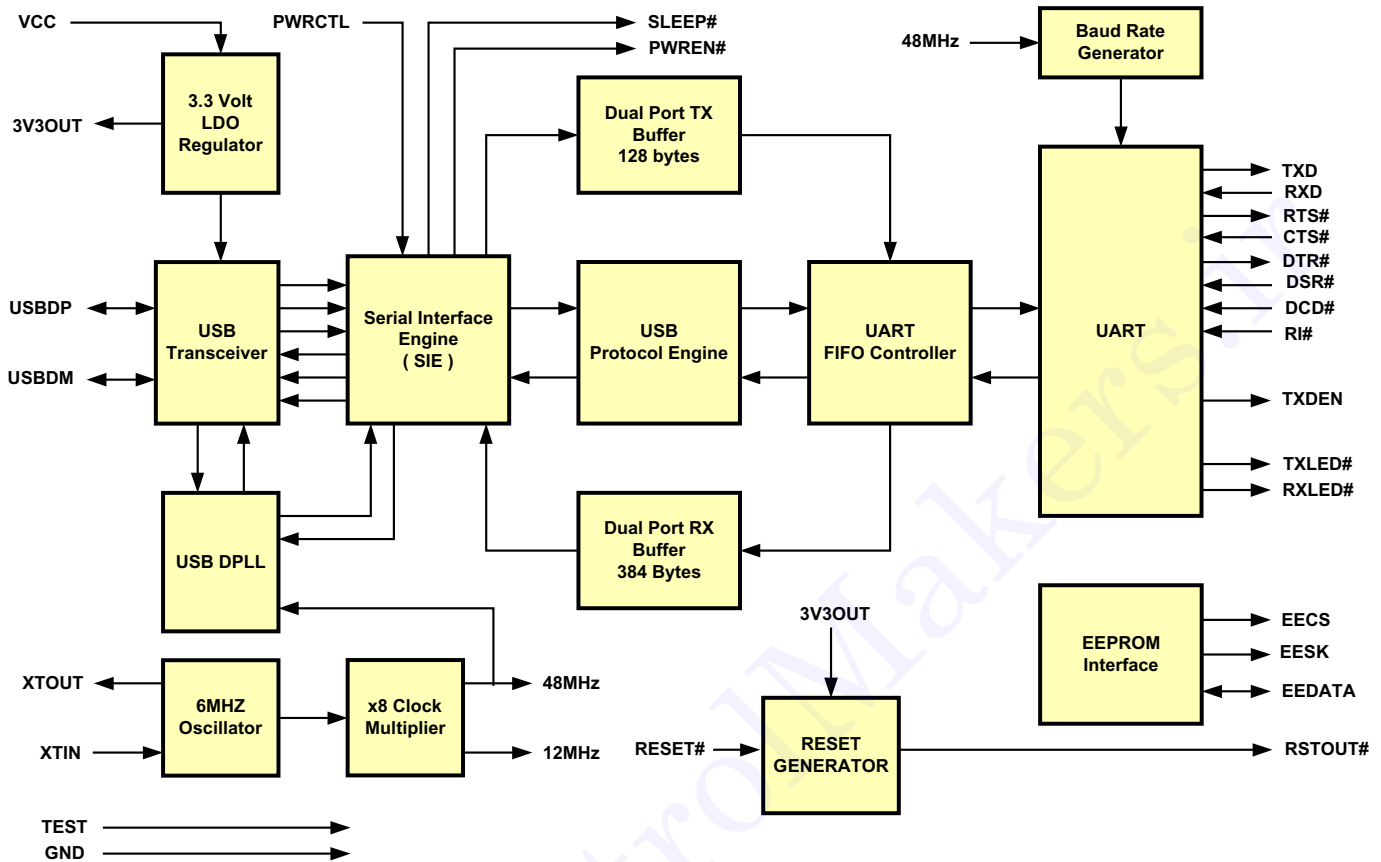 VCC
PWRCTL
SLEEP#
PWREN#
48MHz
Baud Rate
Generator
3V3OUT
3.3 Volt
LDO
Regulator
Dual Port TX
Buffer
128 bytes
TXD
RXD
RTS#
CTS#
DTR#
DSR#
DCD#
RI#
USBDP
USBDM
USB
Transceiver
Serial Interface
Engine
( SIE )
USB
Protocol Engine
UART
FIFO Controller
UART
TXDEN
TXLED#
RXLED#
USB DPLL
Dual Port RX
Buffer
384 Bytes
3V3OUT
EEPROM
Interface
EECS
EESK
EEDATA
XTOUT
XTIN
6MHZ
Oscillator
x8 Clock
Multiplier
48MHz
12MHz
RESET#
RESET
GENERATOR
RSTOUT#
TEST
GND
trolMakers.ir